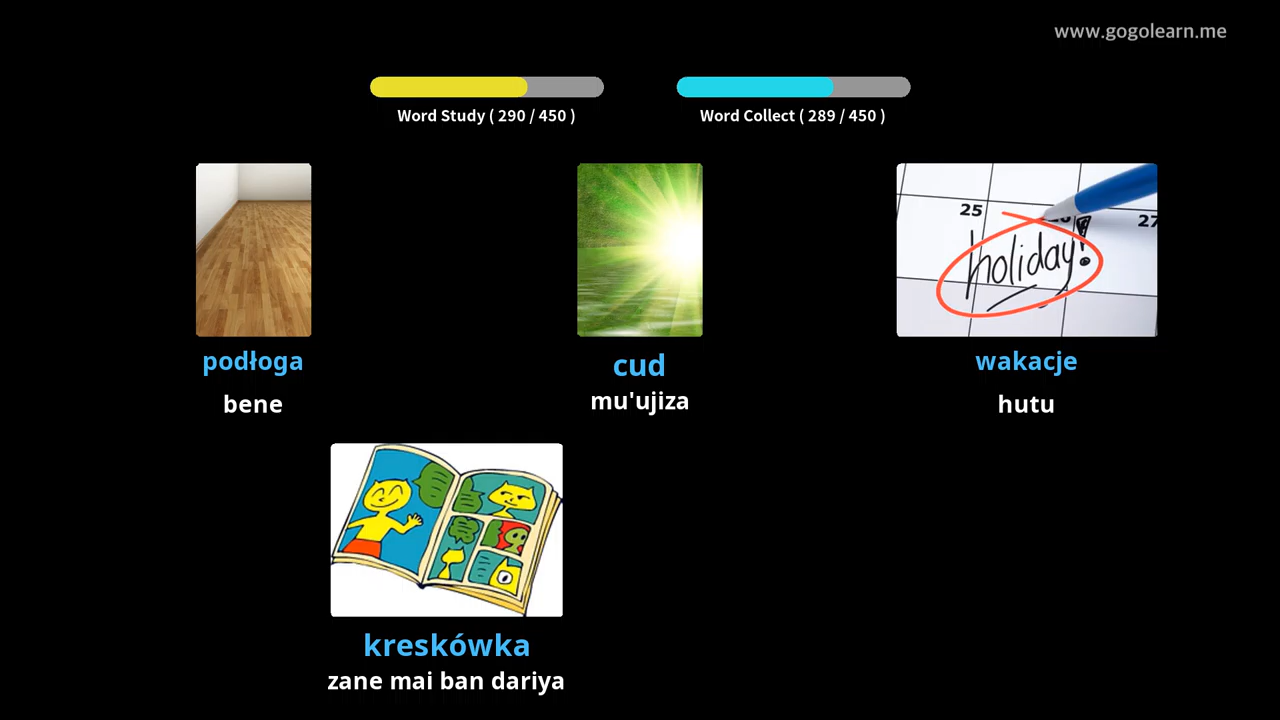 www.gogolearn.me
Word Study ( 290 / 450 )
Word Collect ( 289 / 450 )
25
27
holiday!
podłoga
cud
wakacje
bene
mu'ujiza
hutu
kreskówka
zane mai ban dariya